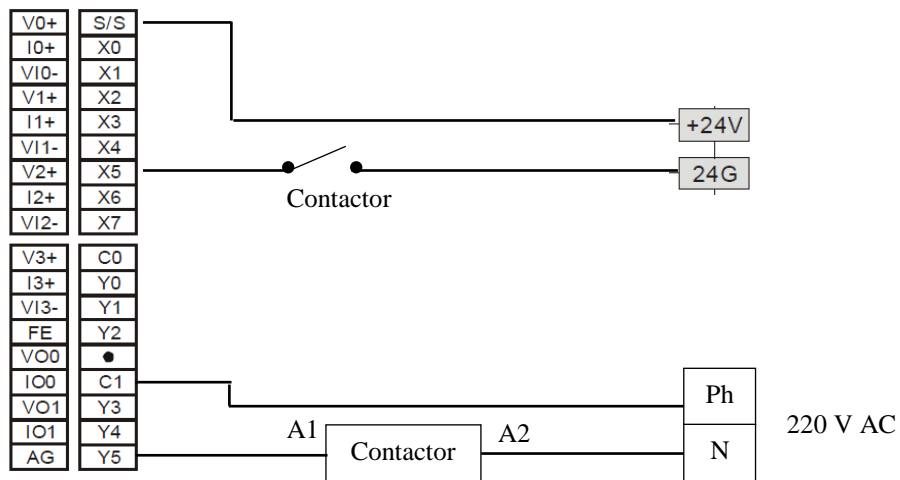 V0+ S/S
I0+ X0
VI0- X1
V1+ X2
I1+ X3 +24V
VI1- X4
V2+ X5 24G
I2+ X6 Contactor
VI2- X7
V3+ C0
I3+ Y0
VI3- Y1
FE Y2
VO0
IO0 C1 Ph
VO1 Y3 220 V AC
IO1 Y4 A1 A2
AG Y5 Contactor N